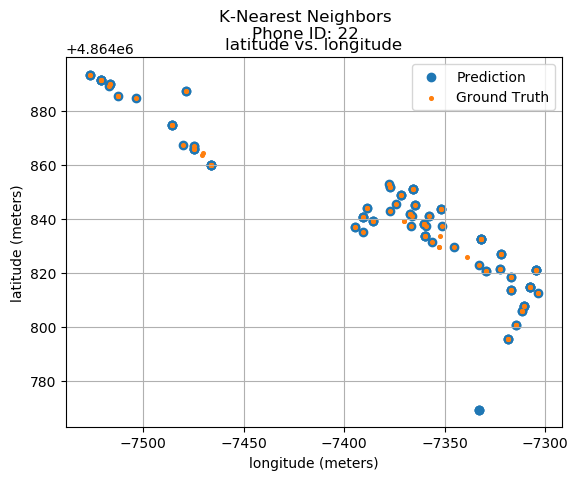 K-Nearest Neighbors
Phone ID: 22
latitude vs. longitude
+4.864e6
Prediction
Ground Truth
880
860
840
820
800
780
latitude (meters)
−7500
−7450
−7400
−7350
−7300
longitude (meters)